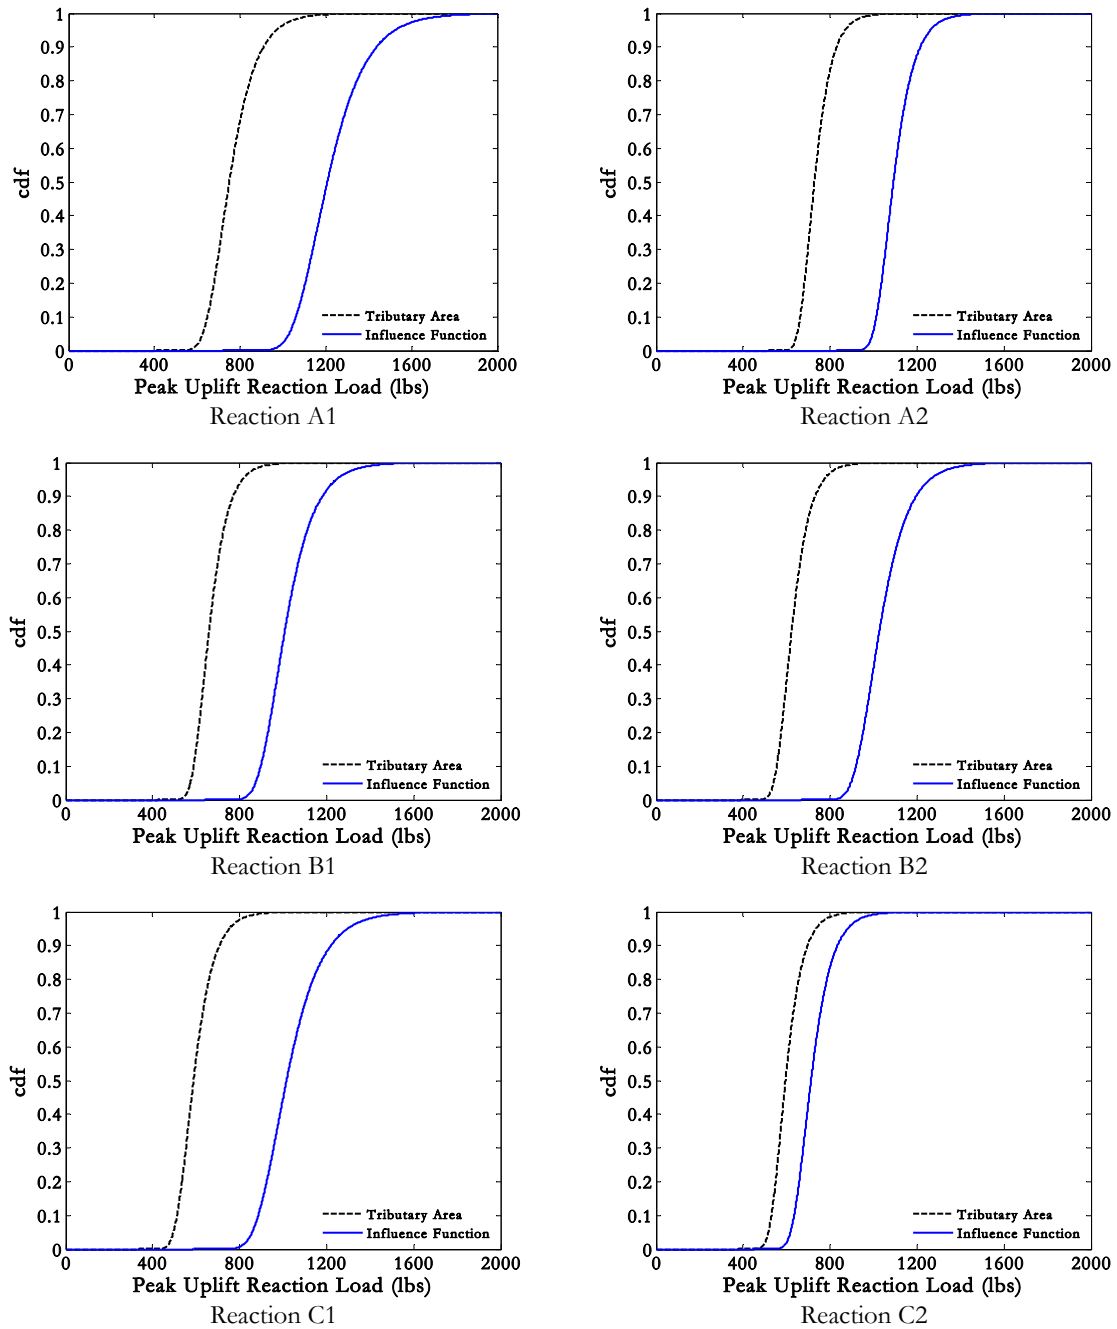 1
0.9
0.8
0.7
0.6
0.5
0.4
0.3
0.2
0.1
0
cdf
Tributary Area
Influence Function
0 400 800 1200 1600 2000
Peak Uplift Reaction Load (lbs)
Reaction A1
1
0.9
0.8
0.7
0.6
0.5
0.4
0.3
0.2
0.1
0
cdf
Tributary Area
Influence Function
0 400 800 1200 1600 2000
Peak Uplift Reaction Load (lbs)
Reaction A2
1
0.9
0.8
0.7
0.6
0.5
0.4
0.3
0.2
0.1
0
cdf
Tributary Area
Influence Function
0 400 800 1200 1600 2000
Peak Uplift Reaction Load (lbs)
Reaction B1
1
0.9
0.8
0.7
0.6
0.5
0.4
0.3
0.2
0.1
0
cdf
Tributary Area
Influence Function
0 400 800 1200 1600 2000
Peak Uplift Reaction Load (lbs)
Reaction B2
1
0.9
0.8
0.7
0.6
0.5
0.4
0.3
0.2
0.1
0
cdf
Tributary Area
Influence Function
0 400 800 1200 1600 2000
Peak Uplift Reaction Load (lbs)
Reaction C1
1
0.9
0.8
0.7
0.6
0.5
0.4
0.3
0.2
0.1
0
cdf
Tributary Area
Influence Function
0 400 800 1200 1600 2000
Peak Uplift Reaction Load (lbs)
Reaction C2